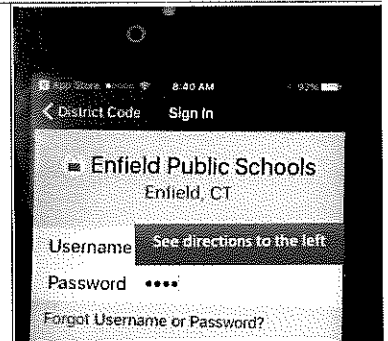 App Store 8:40 AM 92%
District Code Sign In
Enfield Public Schools
Enfield, CT
Username See directions to the left
Password ••••
Forgot Username or Password?